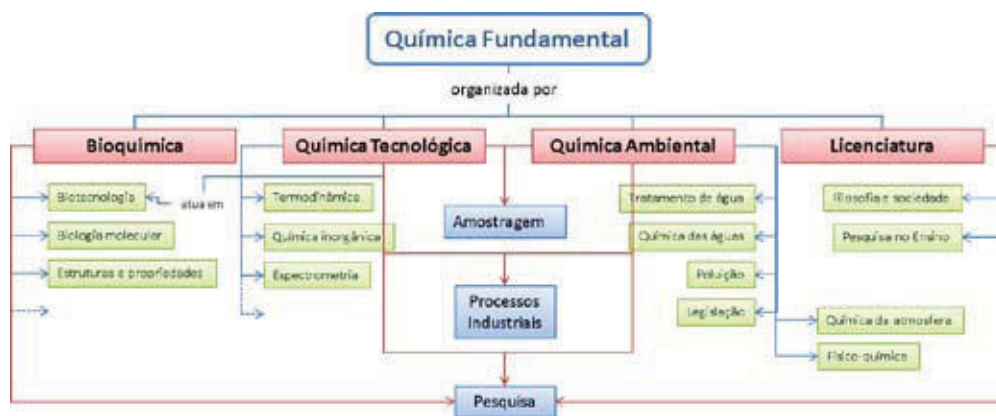 Química Fundamental
organizada por
Bioquímica
Química Tecnológica
Química Ambiental
Licenciatura
Biotecnologia
atua em
Termodinâmica
Tratamento de água
Filosofia e sociedade
Amostragem
Biologia molecular
Química inorgânica
Química das águas
Pesquisa no Ensino
Estruturas e propriedades
Espectrometria
Poluição
Processos
Industriais
Legislação
Química da atmosfera
Físico-química
Pesquisa